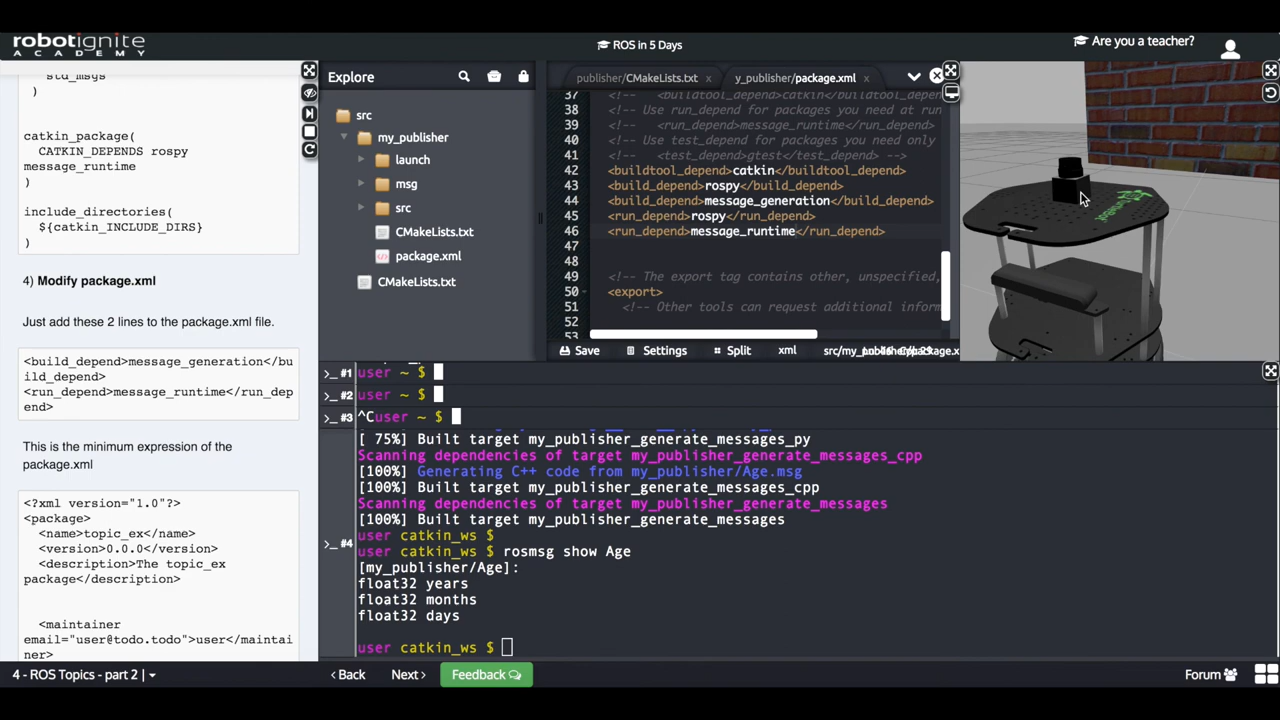 robotignite
ACADEMY
ROS in 5 Days
Are you a teacher?
std_msgs
)
catkin_package(
CATKIN_DEPENDS rospy
message_runtime
)
include_directories(
${catkin_INCLUDE_DIRS}
)
4) Modify package.xml
Just add these 2 lines to the package.xml file.
<build_depend>message_generation</bu
ild_depend>
<run_depend>message_runtime</run_dep
end>
This is the minimum expression of the
package.xml
<?xml version="1.0"?>
<package>
<name>topic_ex</name>
<version>0.0.0</version>
<description>The topic_ex
package</description>
<maintainer
email="user@todo.todo">user</maintai
ner>
Explore
src
my_publisher
launch
msg
src
CMakeLists.txt
package.xml
CMakeLists.txt
publisher/CMakeLists.txt
y_publisher/package.xml
37 <!-- <buildtool_depend>catkin</buildtool_depen
38 <!-- Use run_depend for packages you need at run
39 <!-- <run_depend>message_runtime</run_depend>
40 <!-- Use test_depend for packages you need only
41 <!-- <test_depend>gtest</test_depend> -->
42 <buildtool_depend>catkin</buildtool_depend>
43 <build_depend>rospy</build_depend>
44 <build_depend>message_generation</build_depend>
45 <run_depend>rospy</run_depend>
46 <run_depend>message_runtime</run_depend>
47
48
49 <!-- The export tag contains other, unspecified,
50 <export>
51 <!-- Other tools can request additional inform
52
53
Save
Settings
Split
xml
>_ #1 user ~ $
>_ #2 user ~ $
>_ #3 ^Cuser ~ $
[ 75%] Built target my_publisher_generate_messages_py
Scanning dependencies of target my_publisher_generate_messages_cpp
[100%] Generating C++ code from my_publisher/Age.msg
[100%] Built target my_publisher_generate_messages_cpp
Scanning dependencies of target my_publisher_generate_messages
[100%] Built target my_publisher_generate_messages
user catkin_ws $
>_ #4
user catkin_ws $ rosmsg show Age
[my_publisher/Age]:
float32 years
float32 months
float32 days
user catkin_ws $
4 - ROS Topics - part 2 |
Back
Next
Feedback
Forum